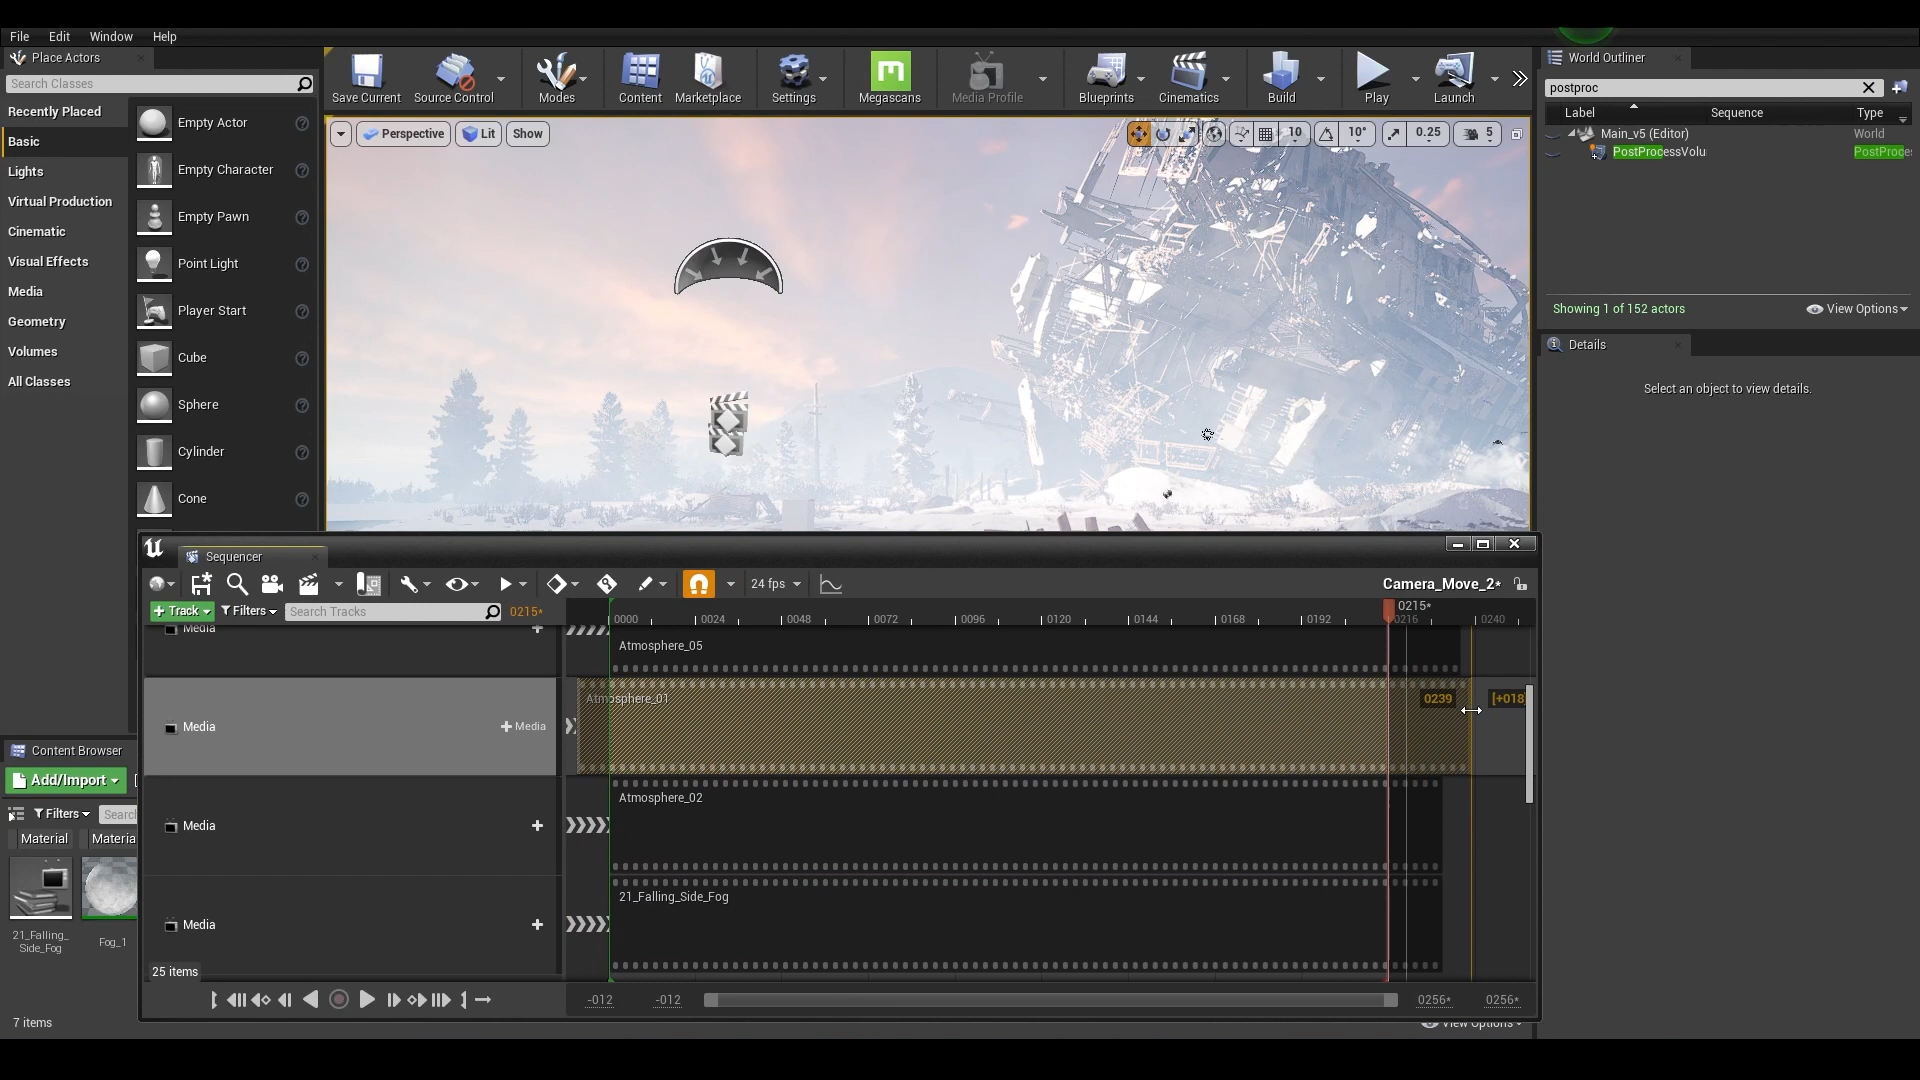 File Edit Window Help
Place Actors
Search Classes
Recently Placed
Basic
Lights
Virtual Production
Cinematic
Visual Effects
Media
Geometry
Volumes
All Classes
Empty Actor
Empty Character
Empty Pawn
Point Light
Player Start
Cube
Sphere
Cylinder
Cone
Save Current Source Control Modes Content Marketplace Settings Megascans Media Profile Blueprints Cinematics Build Play Launch
Perspective Lit Show
10 10° 0.25 5
World Outliner
postproc
Label Sequence Type
Main_v5 (Editor) World
PostProcessVolu PostProces
Showing 1 of 152 actors View Options
Details
Select an object to view details.
Sequencer
24 fps Camera_Move_2*
+ Track Filters Search Tracks 0215*
0215*
0000 0024 0048 0072 0096 0120 0144 0168 0192 0216 0240
Media
Atmosphere_05
Media + Media
Atmosphere_01 0239 [+018]
Media
Atmosphere_02
Media
21_Falling_Side_Fog
25 items
-012 -012 0256* 0256*
Content Browser
Add/Import
Filters Searc
Material Materia
21_Falling_
Side_Fog
Fog_1
7 items
View Options